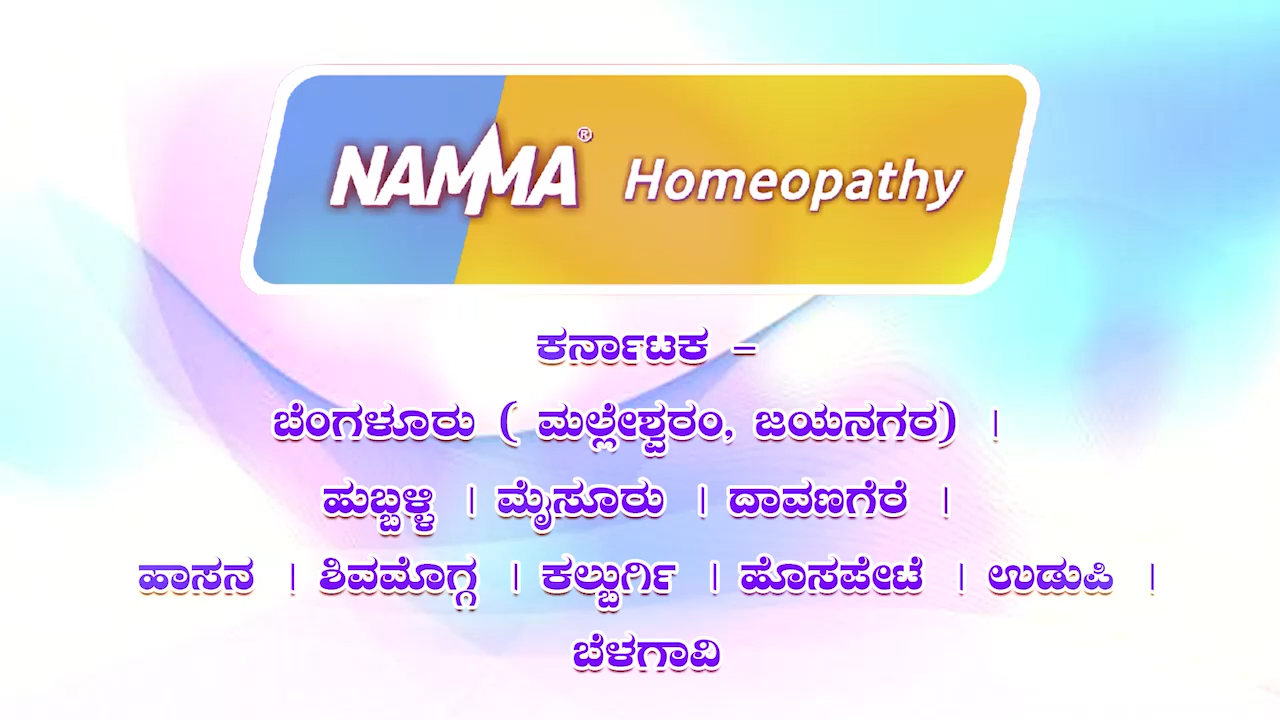 NAMMA® Homeopathy
ಕರ್ನಾಟಕ -
ಬೆಂಗಳೂರು ( ಮಲ್ಲೇಶ್ವರಂ, ಜಯನಗರ) |
ಹುಬ್ಬಳ್ಳಿ | ಮೈಸೂರು | ದಾವಣಗೆರೆ |
ಹಾಸನ | ಶಿವಮೊಗ್ಗ | ಕಲ್ಬುರ್ಗಿ | ಹೊಸಪೇಟೆ | ಉಡುಪಿ |
ಬೆಳಗಾವಿ